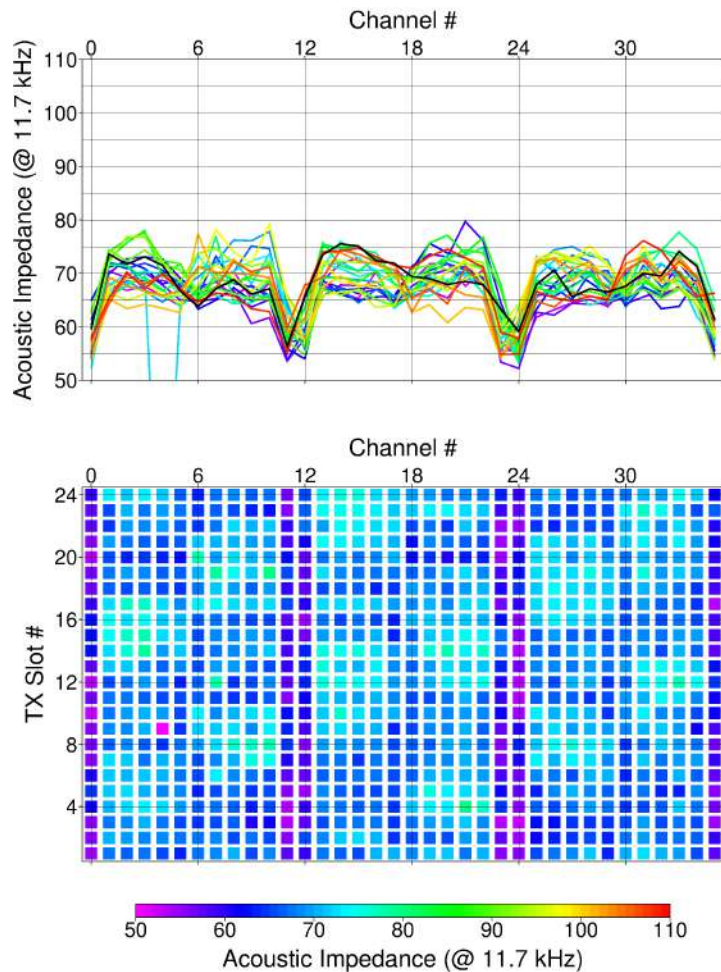 Channel #
0 6 12 18 24 30
110
100
90
80
70
60
50
Acoustic Impedance (@ 11.7 kHz)
Channel #
0 6 12 18 24 30
24
20
16
12
8
4
TX Slot #
50 60 70 80 90 100 110
Acoustic Impedance (@ 11.7 kHz)